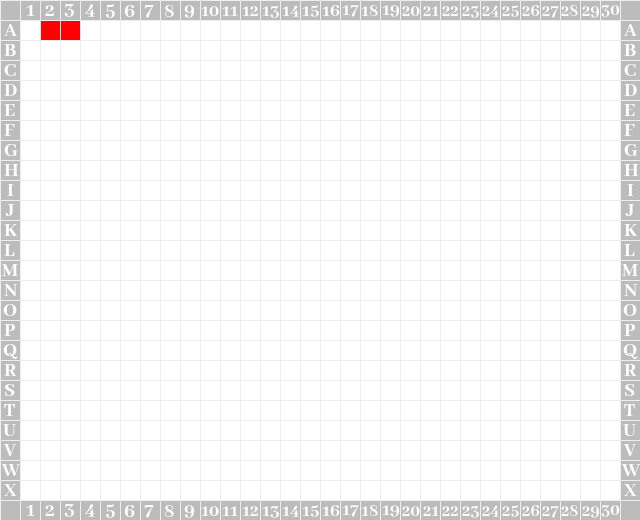 1 2 3 4 5 6 7 8 9 10 11 12 13 14 15 16 17 18 19 20 21 22 23 24 25 26 27 28 29 30
A A
B B
C C
D D
E E
F F
G G
H H
I I
J J
K K
L L
M M
N N
O O
P P
Q Q
R R
S S
T T
U U
V V
W W
X X
1 2 3 4 5 6 7 8 9 10 11 12 13 14 15 16 17 18 19 20 21 22 23 24 25 26 27 28 29 30